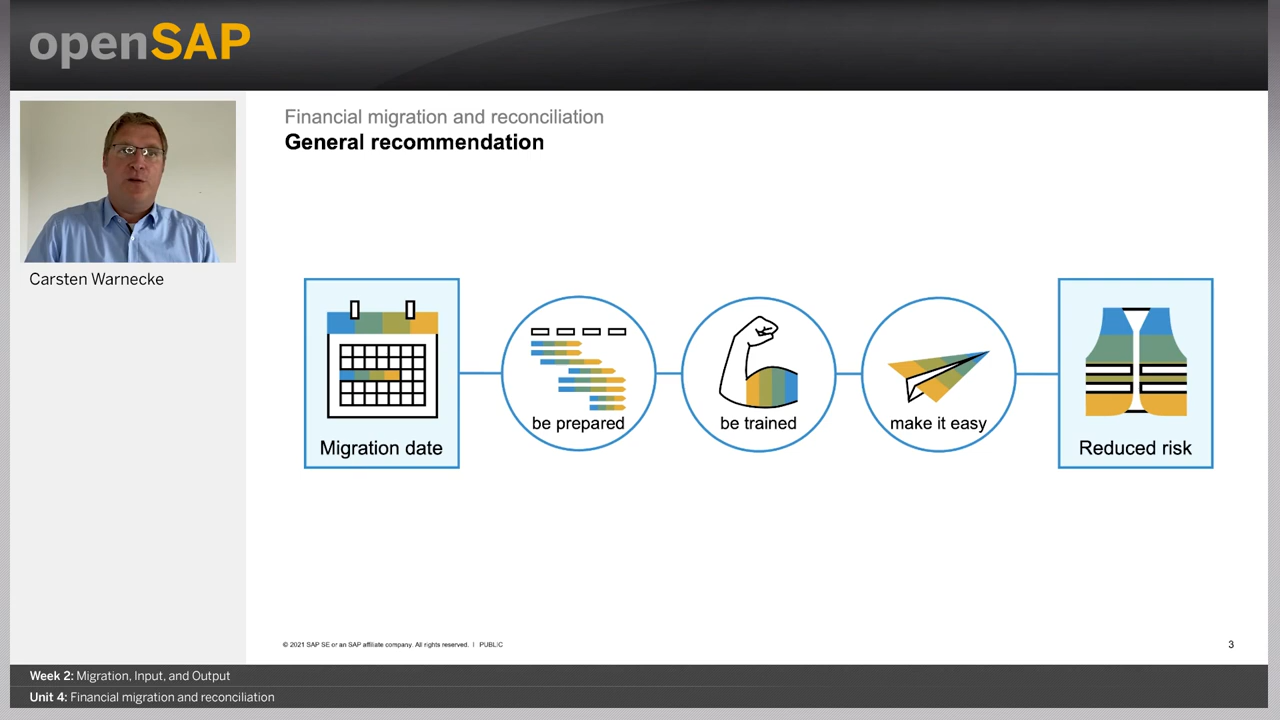 openSAP
Financial migration and reconciliation
General recommendation
Carsten Warnecke
Migration date
be prepared
be trained
make it easy
Reduced risk
© 2021 SAP SE or an SAP affiliate company. All rights reserved. | PUBLIC
3
Week 2: Migration, Input, and Output
Unit 4: Financial migration and reconciliation